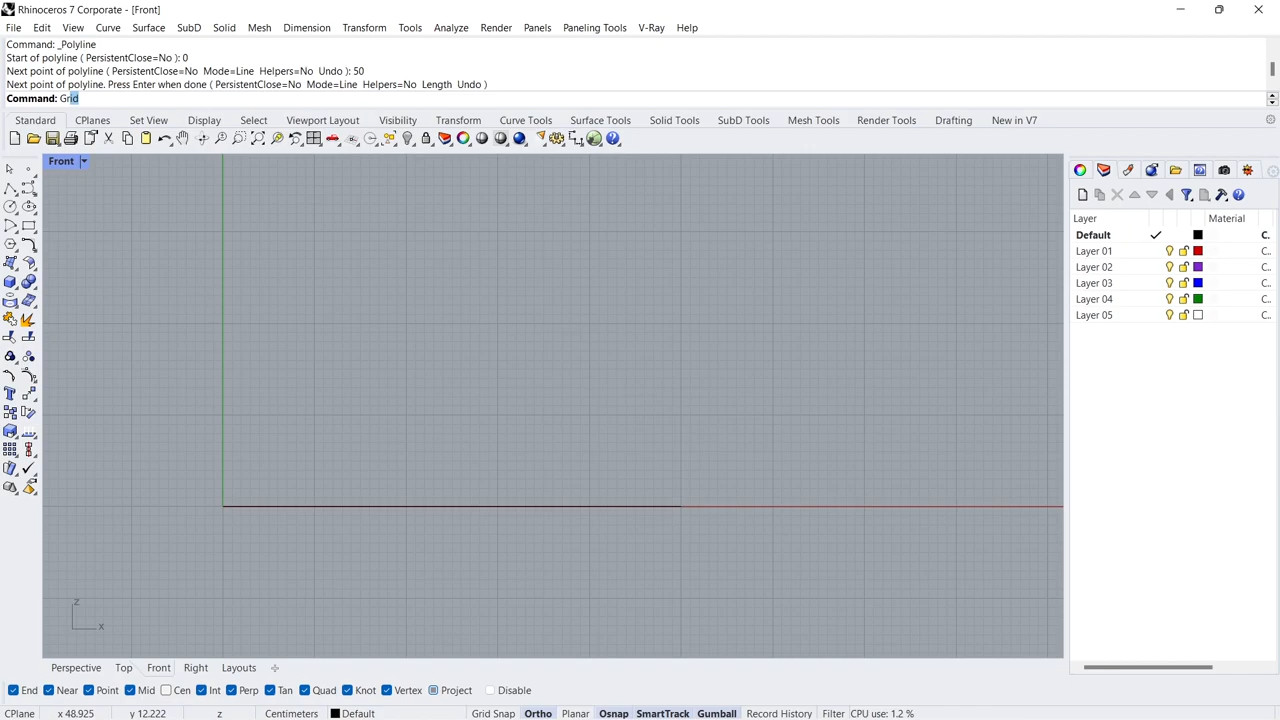 Rhinoceros 7 Corporate - [Front]
File Edit View Curve Surface SubD Solid Mesh Dimension Transform Tools Analyze Render Panels Paneling Tools V-Ray Help
Command: _Polyline
Start of polyline ( PersistentClose=No ): 0
Next point of polyline ( PersistentClose=No Mode=Line Helpers=No Undo ): 50
Next point of polyline. Press Enter when done ( PersistentClose=No Mode=Line Helpers=No Length Undo )
Command: Grid
Standard CPlanes Set View Display Select Viewport Layout Visibility Transform Curve Tools Surface Tools Solid Tools SubD Tools Mesh Tools Render Tools Drafting New in V7
Front
Layer Material
Default C.
Layer 01 C..
Layer 02 C..
Layer 03 C..
Layer 04 C..
Layer 05 C..
z
x
Perspective Top Front Right Layouts
End Near Point Mid Cen Int Perp Tan Quad Knot Vertex Project Disable
CPlane x 48.925 y 12.222 z Centimeters Default Grid Snap Ortho Planar Osnap SmartTrack Gumball Record History Filter CPU use: 1.2 %